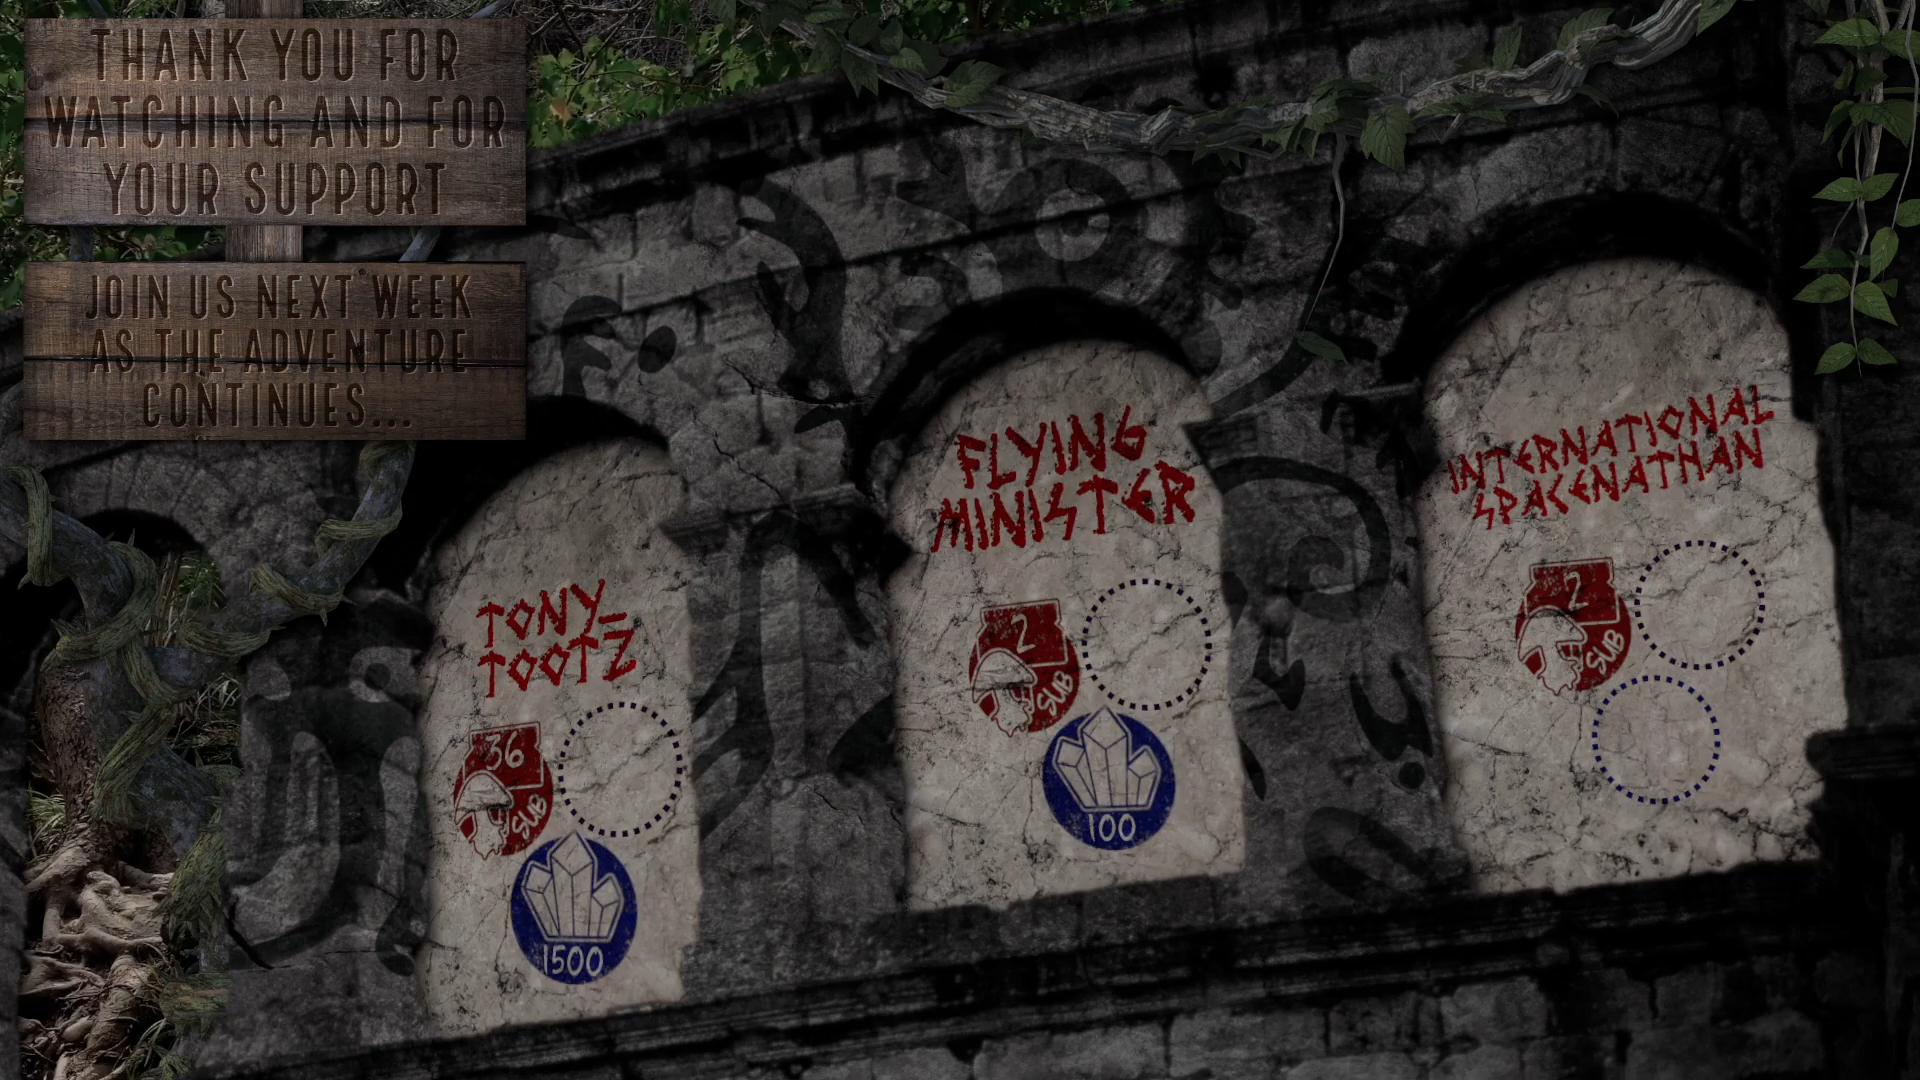 THANK YOU FOR
WATCHING AND FOR
YOUR SUPPORT
JOIN US NEXT WEEK
AS THE ADVENTURE
CONTINUES...
TONY_
TOOTZ
36
SUB
1500
FLYING
MINISTER
2
SUB
100
INTERNATIONAL
SPACENATHAN
2
SUB